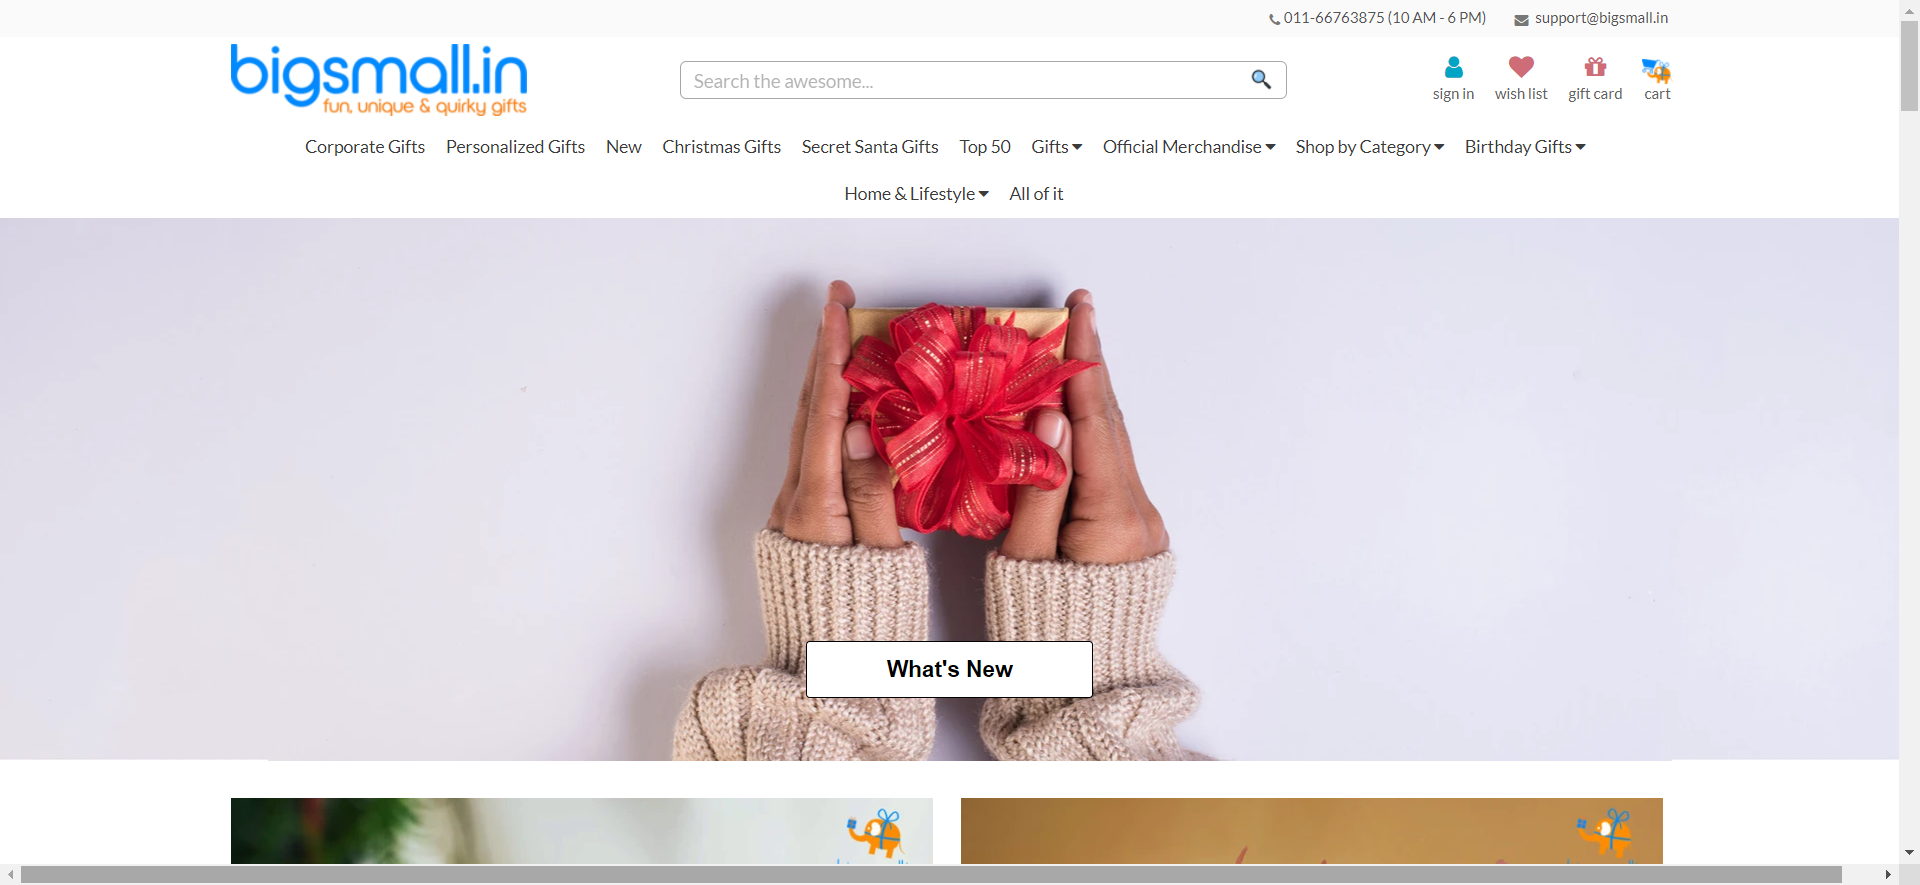 011-66763875 (10 AM - 6 PM) support@bigsmall.in
bigsmall.in
fun, unique & quirky gifts
Search the awesome...
sign in wish list gift card cart
Corporate Gifts Personalized Gifts New Christmas Gifts Secret Santa Gifts Top 50 Gifts Official Merchandise Shop by Category Birthday Gifts
Home & Lifestyle All of it
What's New